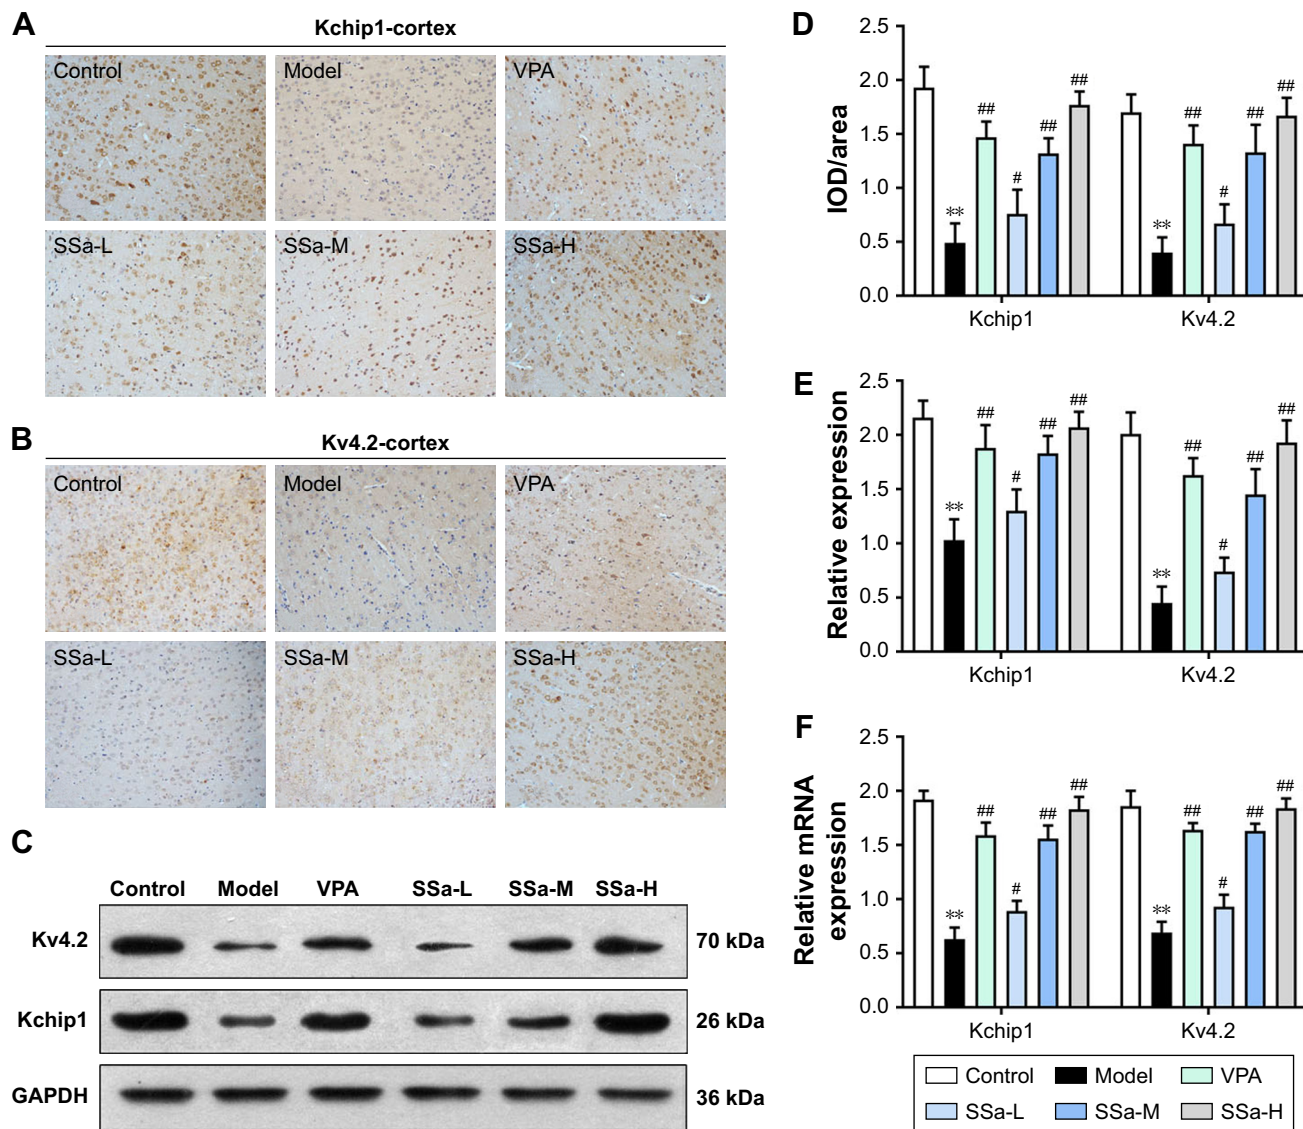 A
Kchip1-cortex
Control
Model
VPA
SSa-L
SSa-M
SSa-H
B
Kv4.2-cortex
Control
Model
VPA
SSa-L
SSa-M
SSa-H
C
Control Model VPA SSa-L SSa-M SSa-H
Kv4.2 70 kDa
Kchip1 26 kDa
GAPDH 36 kDa
D
IOD/area
2.5
2.0
1.5
1.0
0.5
0.0
** ## # ## ##
** ## # ## ##
Kchip1 Kv4.2
E
Relative expression
2.5
2.0
1.5
1.0
0.5
0.0
** ## # ## ##
** ## # ## ##
Kchip1 Kv4.2
F
Relative mRNA
expression
2.5
2.0
1.5
1.0
0.5
0.0
** ## # ## ##
** ## # ## ##
Kchip1 Kv4.2
Control Model VPA
SSa-L SSa-M SSa-H